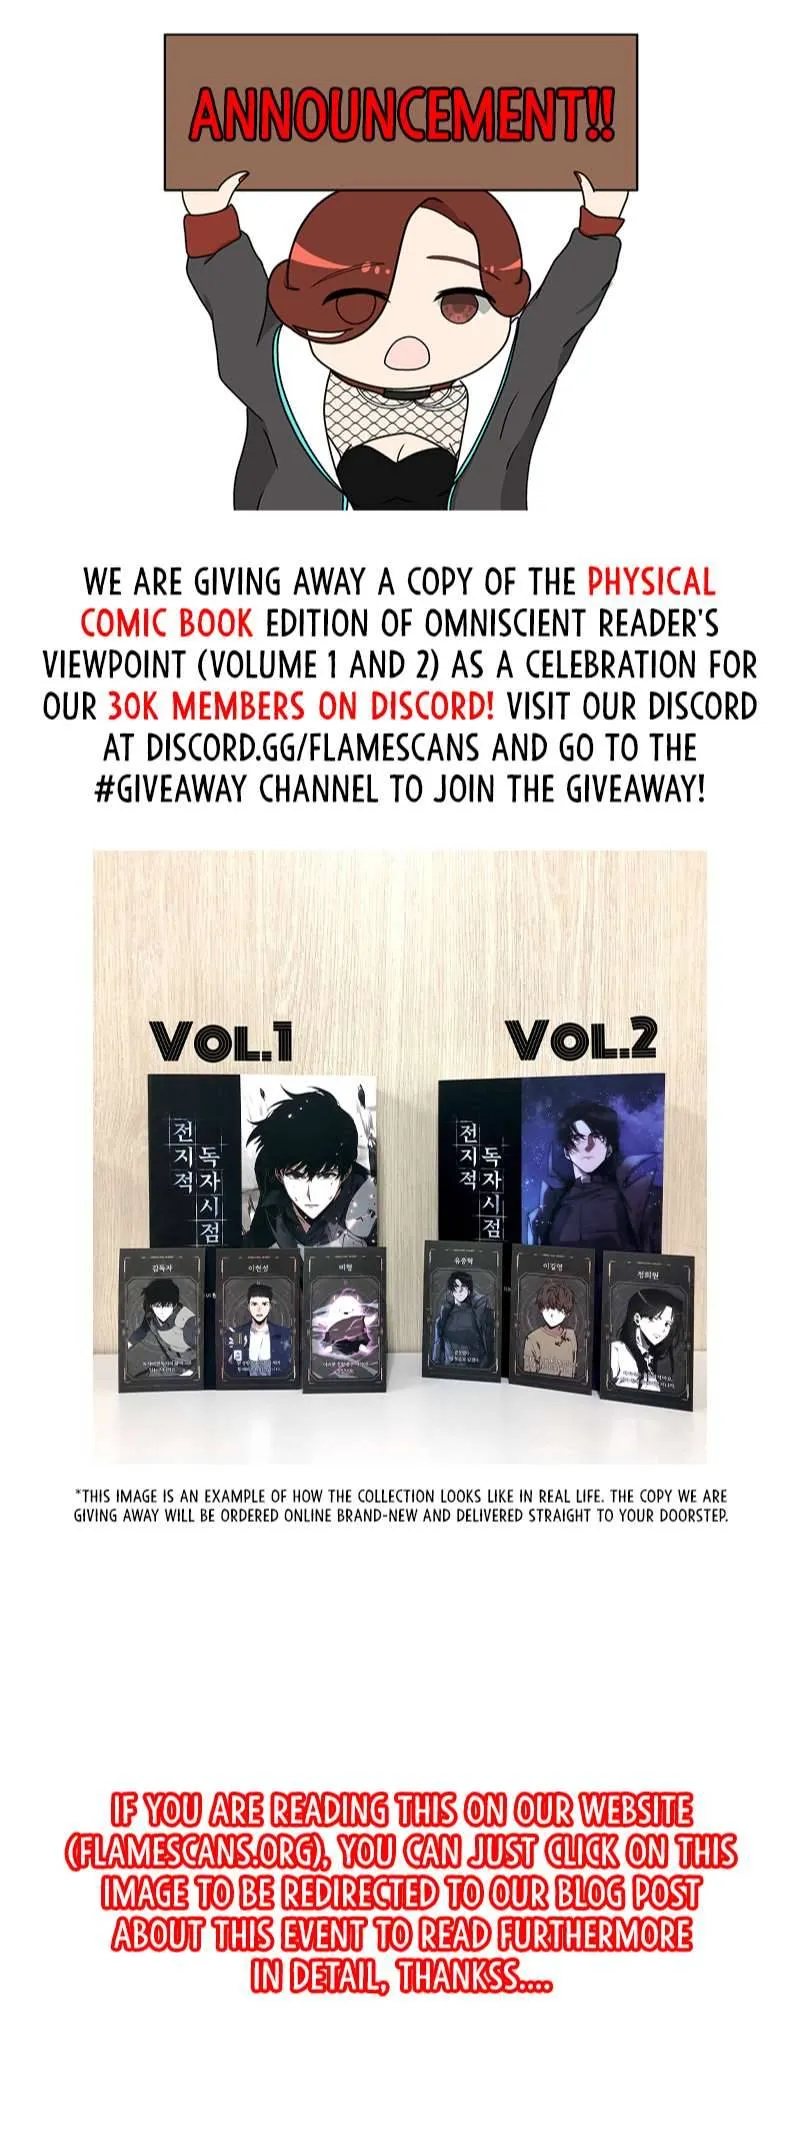 ANNOUNCEMENT!!
WE ARE GIVING AWAY A COPY OF THE PHYSICAL
COMIC BOOK EDITION OF OMNISCIENT READER'S
VIEWPOINT (VOLUME 1 AND 2) AS A CELEBRATION FOR
OUR 30K MEMBERS ON DISCORD! VISIT OUR DISCORD
AT DISCORD.GG/FLAMESCANS AND GO TO THE
#GIVEAWAY CHANNEL TO JOIN THE GIVEAWAY!
VOL.1
VOL.2
전지적
독자시점
전지적
독자시점
김독자
이현성
비형
유중혁
이길영
정희원
*THIS IMAGE IS AN EXAMPLE OF HOW THE COLLECTION LOOKS LIKE IN REAL LIFE. THE COPY WE ARE
GIVING AWAY WILL BE ORDERED ONLINE BRAND-NEW AND DELIVERED STRAIGHT TO YOUR DOORSTEP.
IF YOU ARE READING THIS ON OUR WEBSITE
(FLAMESCANS.ORG), YOU CAN JUST CLICK ON THIS
IMAGE TO BE REDIRECTED TO OUR BLOG POST
ABOUT THIS EVENT TO READ FURTHERMORE
IN DETAIL, THANKSS....